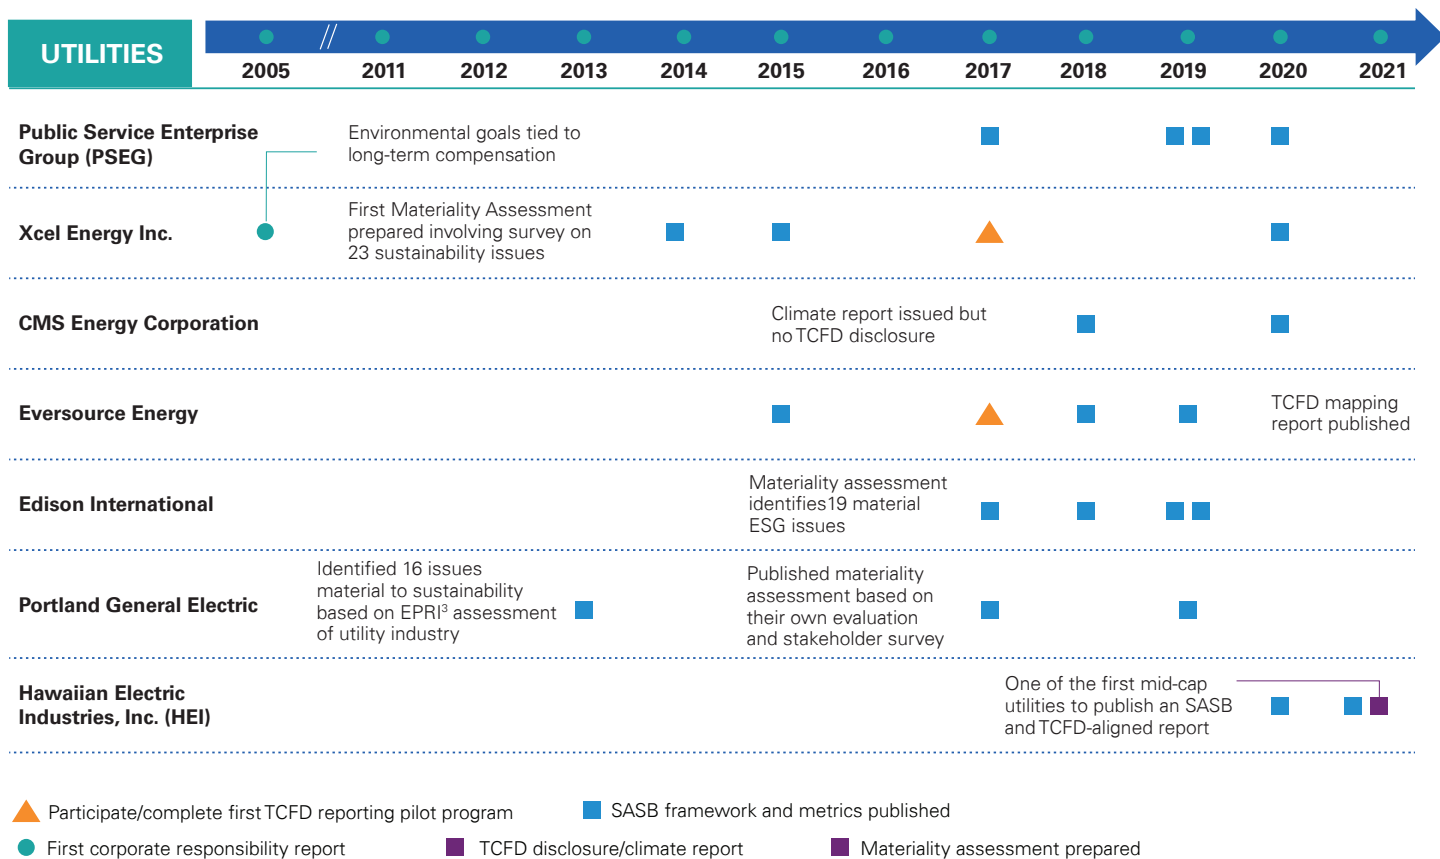 UTILITIES
2005 // 2011 2012 2013 2014 2015 2016 2017 2018 2019 2020 2021
Public Service Enterprise
Group (PSEG)
Environmental goals tied to
long-term compensation
Xcel Energy Inc.
First Materiality Assessment
prepared involving survey on
23 sustainability issues
CMS Energy Corporation
Climate report issued but
no TCFD disclosure
Eversource Energy
TCFD mapping
report published
Edison International
Materiality assessment
identifies19 material
ESG issues
Portland General Electric
Identified 16 issues
material to sustainability
based on EPRI³ assessment
of utility industry
Published materiality
assessment based on
their own evaluation
and stakeholder survey
Hawaiian Electric
Industries, Inc. (HEI)
One of the first mid-cap
utilities to publish an SASB
and TCFD-aligned report
Participate/complete first TCFD reporting pilot program
SASB framework and metrics published
First corporate responsibility report
TCFD disclosure/climate report
Materiality assessment prepared